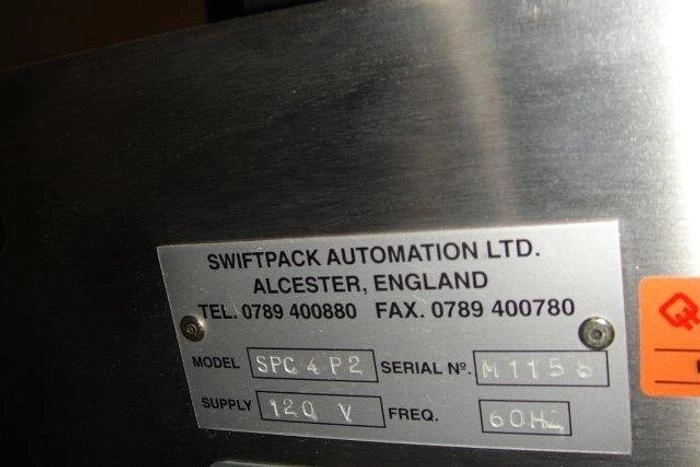 SWIFTPACK AUTOMATION LTD.
ALCESTER, ENGLAND
TEL. 0789 400880 FAX. 0789 400780
MODEL SPC 4 P2 SERIAL Nº.
SUPPLY 120 V FREQ. 60HZ